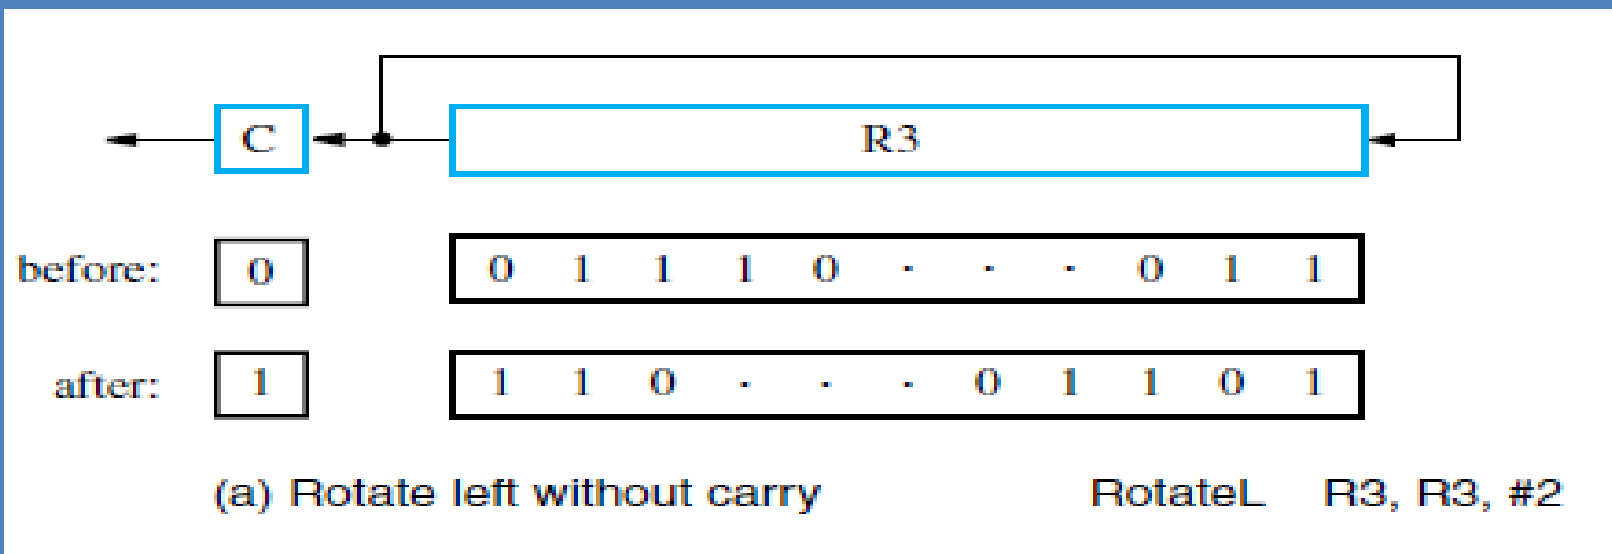 C R3
before: 0 0 1 1 1 0 · · · 0 1 1
after: 1 1 1 0 · · · 0 1 1 0 1
(a) Rotate left without carry RotateL R3, R3, #2